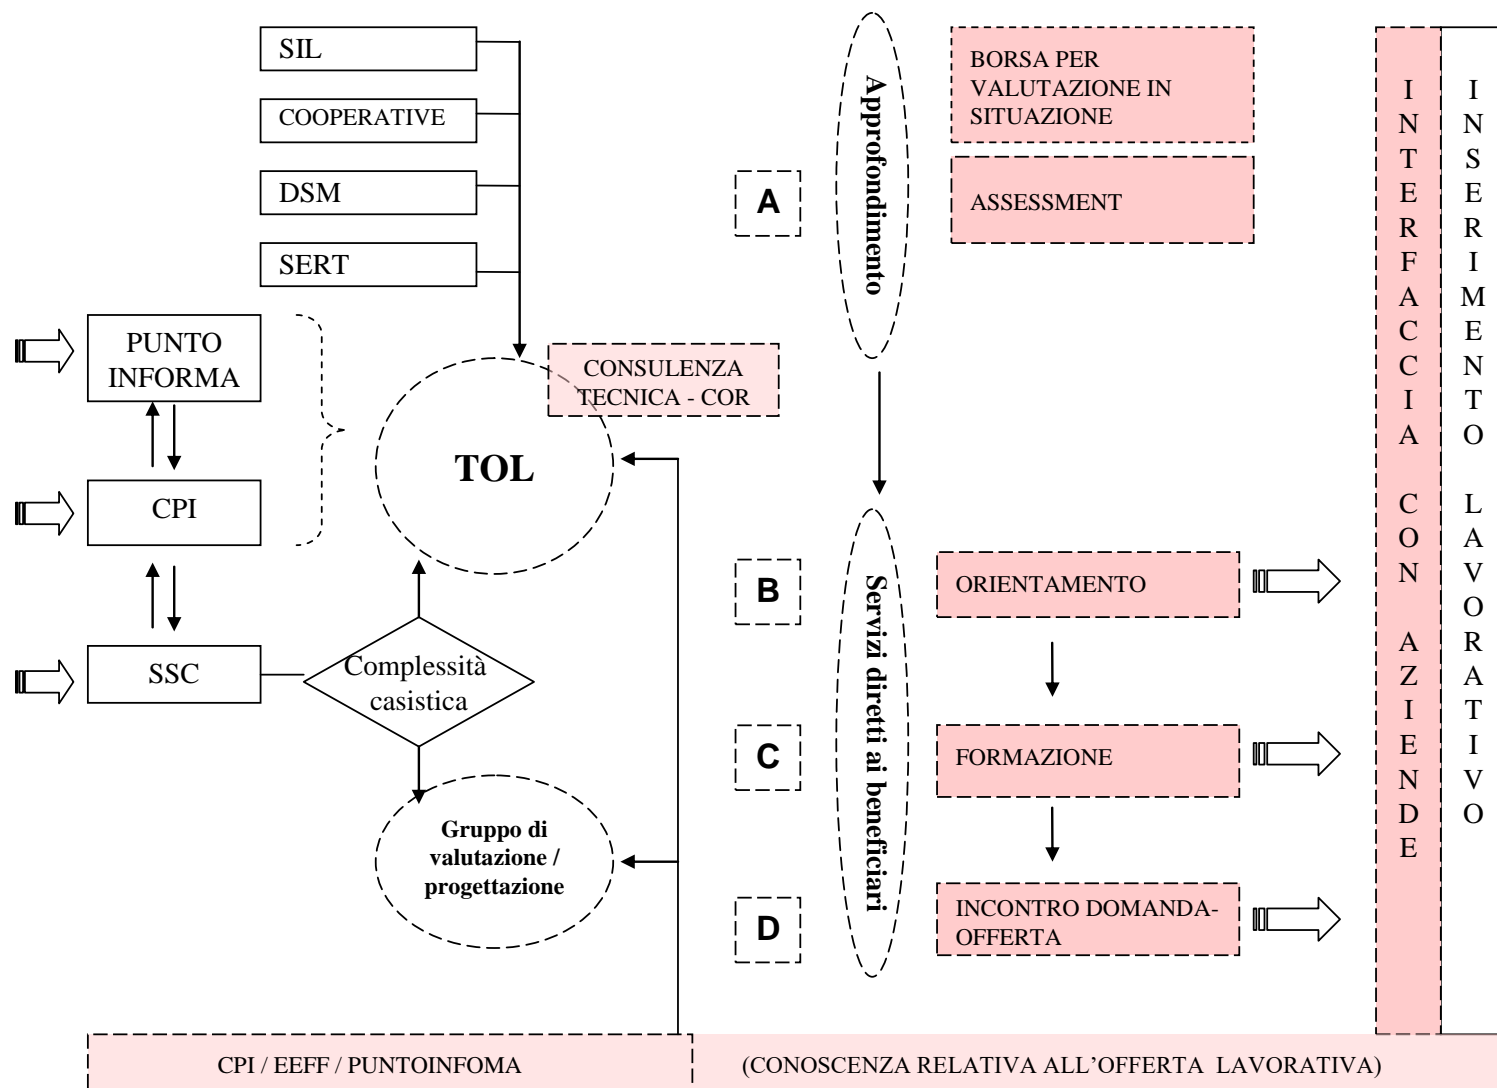 SIL
COOPERATIVE
DSM
SERT
PUNTO
INFORMA
CPI
SSC
CONSULENZA
TECNICA - COR
TOL
Complessità
casistica
Gruppo di
valutazione /
progettazione
A
Approfondimento
BORSA PER
VALUTAZIONE IN
SITUAZIONE
ASSESSMENT
Servizi diretti ai beneficiari
B
ORIENTAMENTO
C
FORMAZIONE
D
INCONTRO DOMANDA-
OFFERTA
INTERFACCIA CON AZIENDE
INSERIMENTO LAVORATIVO
CPI / EEFF / PUNTOINFOMA
(CONOSCENZA RELATIVA ALL’OFFERTA LAVORATIVA)